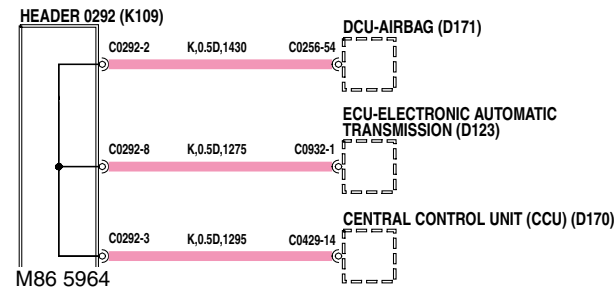 HEADER 0292 (K109)
DCU-AIRBAG (D171)
C0292-2 K,0.5D,1430 C0256-54
ECU-ELECTRONIC AUTOMATIC
TRANSMISSION (D123)
C0292-8 K,0.5D,1275 C0932-1
CENTRAL CONTROL UNIT (CCU) (D170)
C0292-3 K,0.5D,1295 C0429-14
M86 5964